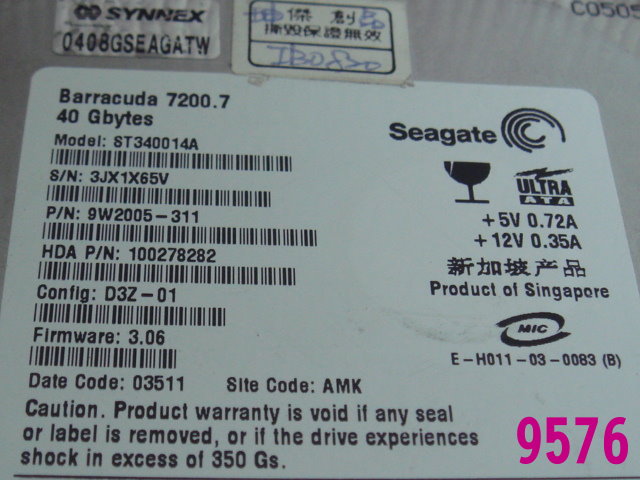 SYNNEX
0408GSEAGATW
傑創
撕毀保證無效
C0505
Barracuda 7200.7
40 Gbytes
Model: ST340014A
S/N: 3JX1X65V
P/N: 9W2005-311
HDA P/N: 100278282
Config: D3Z-01
Firmware: 3.06
Date Code: 03511 Site Code: AMK
Seagate
ULTRA
ATA
+5V 0.72A
+12V 0.35A
新加坡产品
Product of Singapore
MIC
E-H011-03-0083 (B)
Caution. Product warranty is void if any seal
or label is removed, or if the drive experiences
shock in excess of 350 Gs.
9576